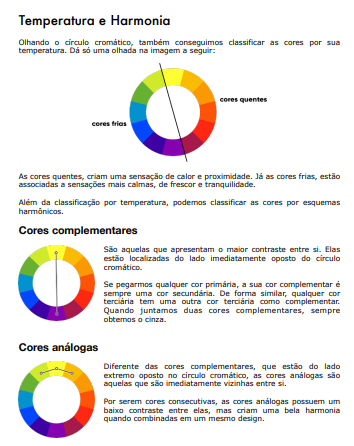 Temperatura e Harmonia
Olhando o círculo cromático, também conseguimos classificar as cores por sua
temperatura. Dá só uma olhada na imagem a seguir:
cores quentes
cores frias
As cores quentes, criam uma sensação de calor e proximidade. Já as cores frias, estão
associadas a sensações mais calmas, de frescor e tranquilidade.
Além da classificação por temperatura, podemos classificar as cores por esquemas
harmônicos.
Cores complementares
São aquelas que apresentam o maior contraste entre si. Elas
estão localizadas do lado imediatamente oposto do círculo
cromático.
Se pegarmos qualquer cor primária, a sua cor complementar é
sempre uma cor secundária. De forma similar, qualquer cor
terciária tem uma outra cor terciária como complementar.
Quando juntamos duas cores complementares, sempre
obtemos o cinza.
Cores análogas
Diferente das cores complementares, que estão do lado
extremo oposto no círculo cromático, as cores análogas são
aquelas que são imediatamente vizinhas entre si.
Por serem cores consecutivas, as cores análogas possuem um
baixo contraste entre elas, mas criam uma bela harmonia
quando combinadas em um mesmo design.